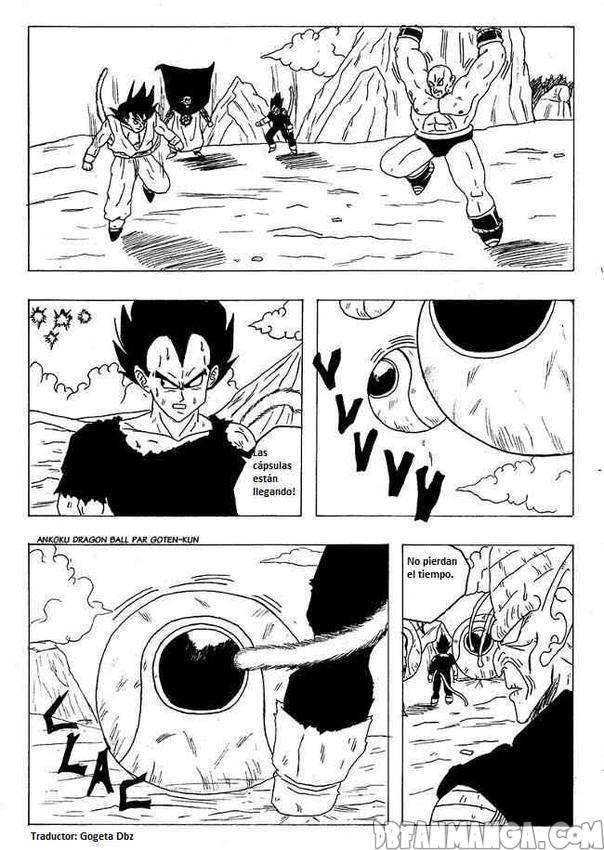 Las
cápsulas
están
llegando!
V V V V V
ANKOKU DRAGON BALL PAR GOTEN-KUN
CLAC
No pierdan
el tiempo.
Traductor: Gogeta Dbz
DBFANMANGA.COM